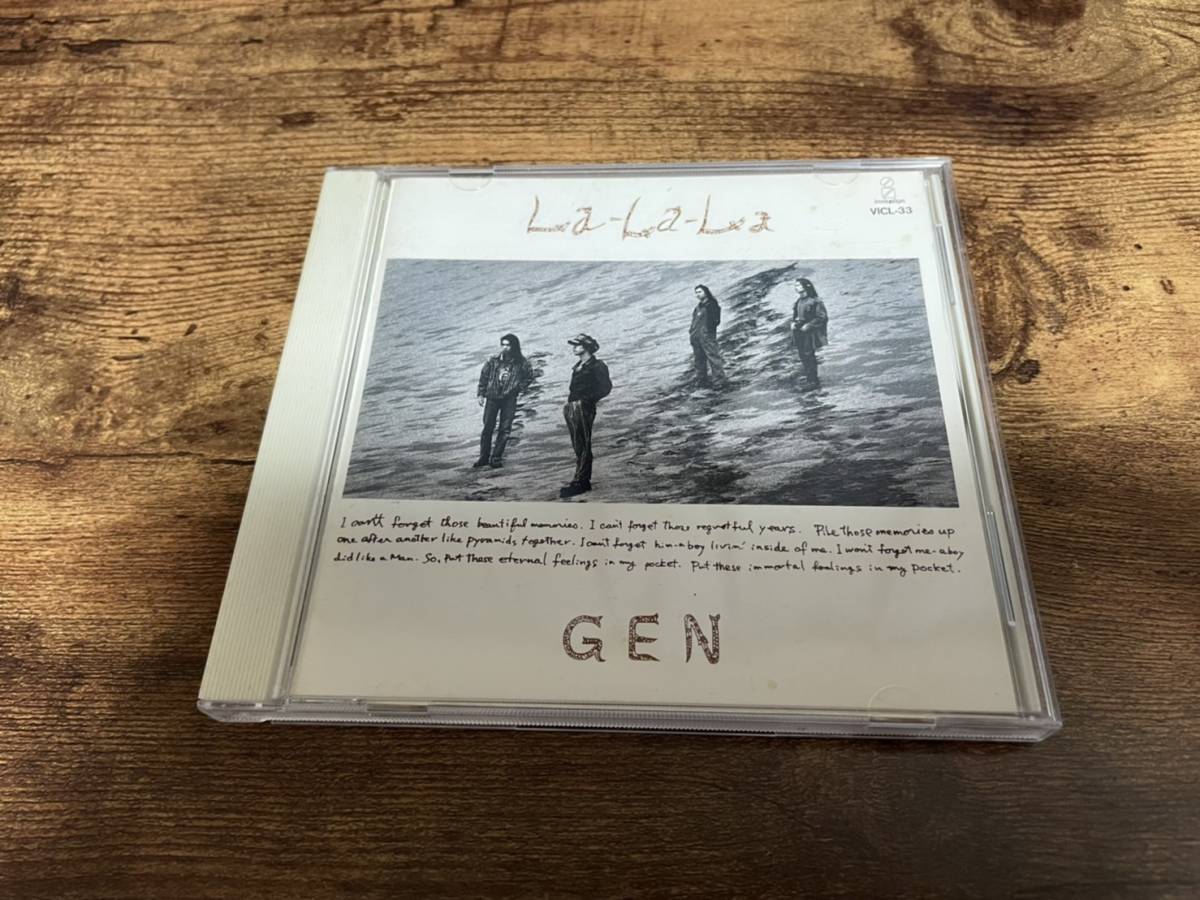 La-La-La
invitation
VICL-33
I can't forget those beautiful memories. I can't forget those regretful years. Pile those memories up
one after another like pyramids together. I can't forget him-a boy livin' inside of me. I won't forget me-a boy
did like a Man. So, Put These eternal feelings in my pocket. Put these immortal feelings in my pocket.
GEN